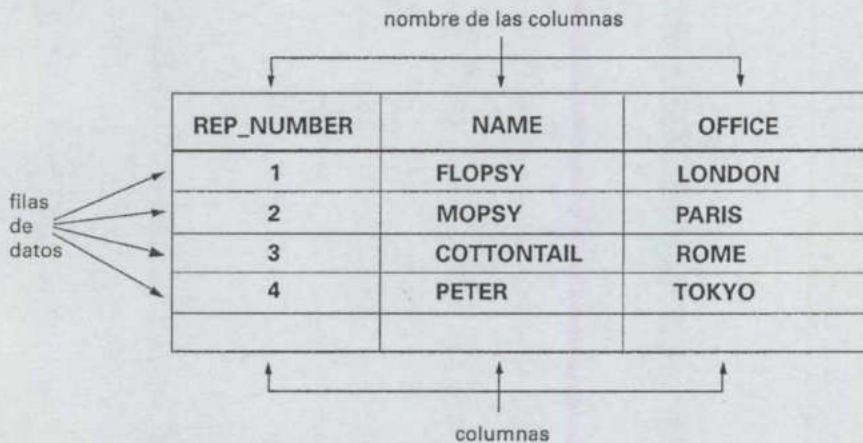 nombre de las columnas
REP_NUMBER NAME OFFICE
1 FLOPSY LONDON
filas
de
datos
2 MOPSY PARIS
3 COTTONTAIL ROME
4 PETER TOKYO
columnas